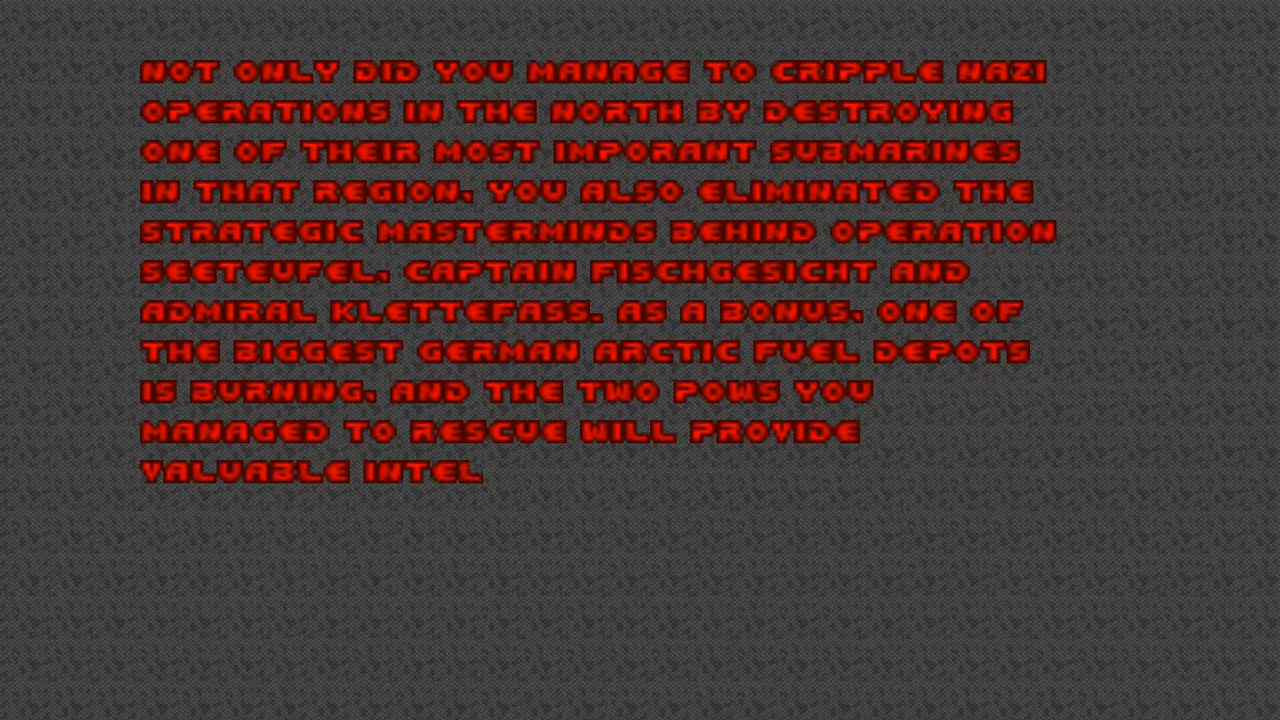 NOT ONLY DID YOU MANAGE TO CRIPPLE NAZI
OPERATIONS IN THE NORTH BY DESTROYING
ONE OF THEIR MOST IMPORANT SUBMARINES
IN THAT REGION, YOU ALSO ELIMINATED THE
STRATEGIC MASTERMINDS BEHIND OPERATION
SEETEUFEL, CAPTAIN FISCHGESICHT AND
ADMIRAL KLETTEFASS. AS A BONUS, ONE OF
THE BIGGEST GERMAN ARCTIC FUEL DEPOTS
IS BURNING, AND THE TWO POWS YOU
MANAGED TO RESCUE WILL PROVIDE
VALUABLE INTEL